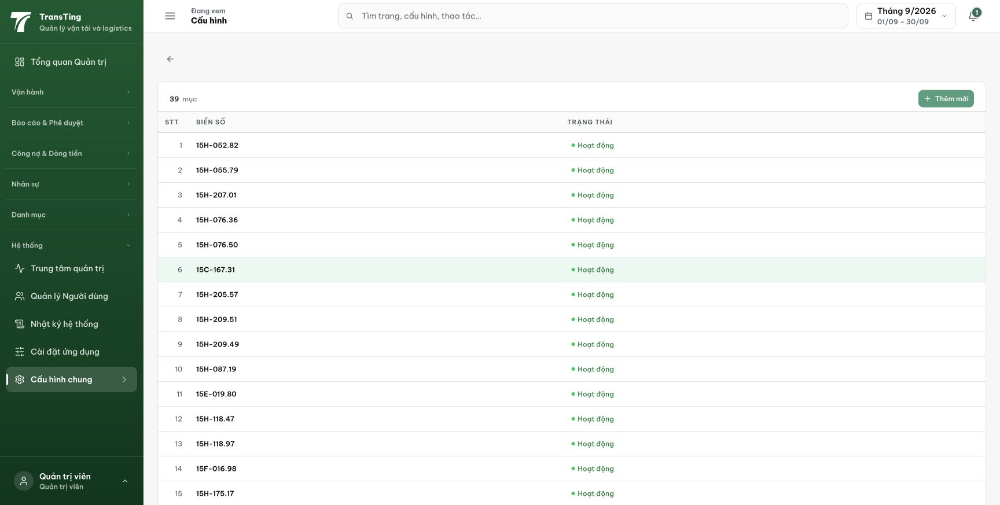 TransTing
Quản lý vận tải và logistics
Tổng quan Quản trị
Vận hành
Báo cáo & Phê duyệt
Công nợ & Dòng tiền
Nhân sự
Danh mục
Hệ thống
Trung tâm quản trị
Quản lý Người dùng
Nhật ký hệ thống
Cài đặt ứng dụng
Cấu hình chung
Quản trị viên
Quản trị viên
Đang xem
Cấu hình
Tìm trang, cấu hình, thao tác...
Tháng 9/2026
01/09 – 30/09
1
39 mục
+ Thêm mới
STT BIỂN SỐ TRẠNG THÁI
1 15H-052.82 Hoạt động
2 15H-055.79 Hoạt động
3 15H-207.01 Hoạt động
4 15H-076.36 Hoạt động
5 15H-076.50 Hoạt động
6 15C-167.31 Hoạt động
7 15H-205.57 Hoạt động
8 15H-209.51 Hoạt động
9 15H-209.49 Hoạt động
10 15H-087.19 Hoạt động
11 15E-019.80 Hoạt động
12 15H-118.47 Hoạt động
13 15H-118.97 Hoạt động
14 15F-016.98 Hoạt động
15 15H-175.17 Hoạt động